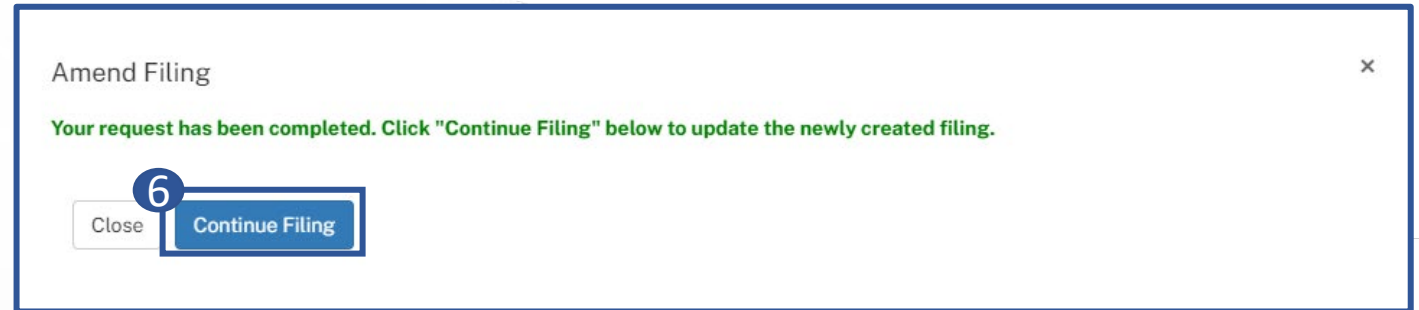 Amend Filing ×
Your request has been completed. Click "Continue Filing" below to update the newly created filing.
6
Close Continue Filing